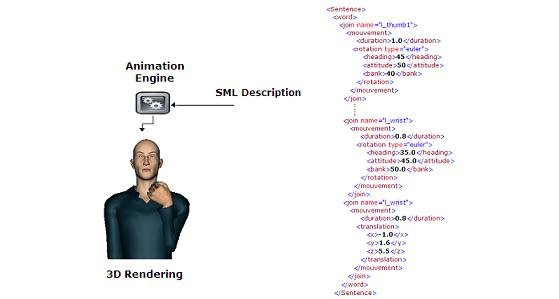 Animation
Engine
SML Description
3D Rendering
<Sentence>
<word>
<join name="l_thumb1">
<mouvement>
<duration>1.0</duration>
<rotation type="euler">
<heading>45</heading>
<attitude>50</attitude>
<bank>40</bank>
</rotation>
</mouvement>
</join>
<join name="l_wrist">
<mouvement>
<duration>0.8</duration>
<rotation type="euler">
<heading>35.0</heading>
<attitude>45.0</attitude>
<bank>50.0</bank>
</rotation>
</mouvement>
</join>
<join name="l_wrist">
<mouvement>
<duration>0.8</duration>
<translation>
<x>-1.0</x>
<y>1.6</y>
<z>5.5</z>
</translation>
</mouvement>
</join>
</word>
</Sentence>